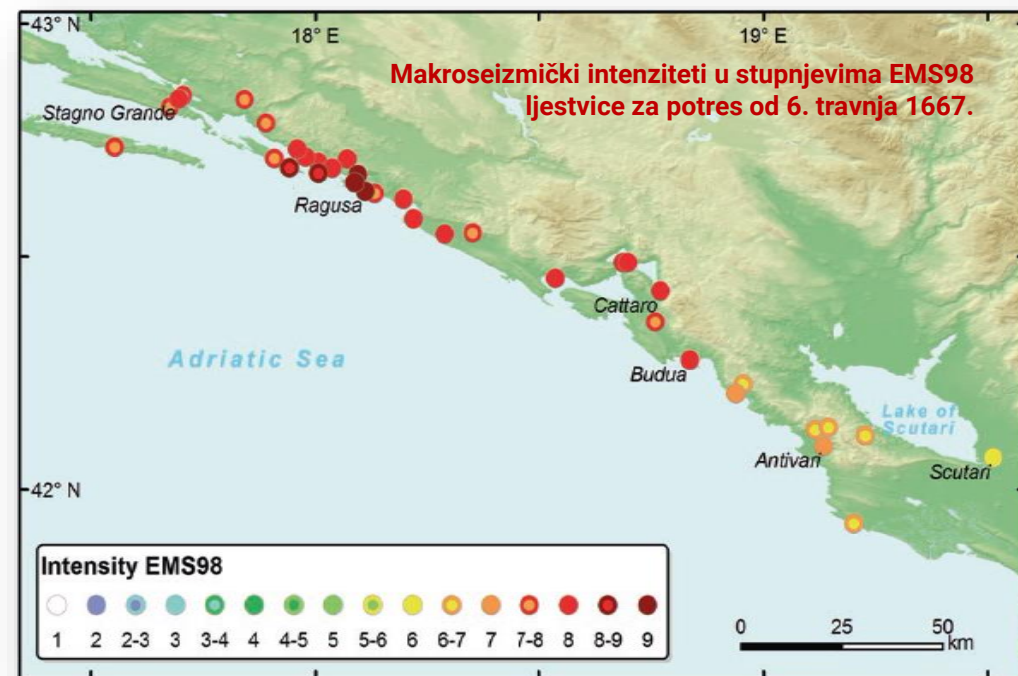 43° N
18° E
19° E
Makroseizmički intenziteti u stupnjevima EMS98
ljestvice za potres od 6. travnja 1667.
Stagno Grande
Ragusa
Cattaro
Adriatic Sea
Budua
Lake of
Scutari
Antivari
Scutari
42° N
Intensity EMS98
1 2 2-3 3 3-4 4 4-5 5 5-6 6 6-7 7 7-8 8 8-9 9
0 25 50
km